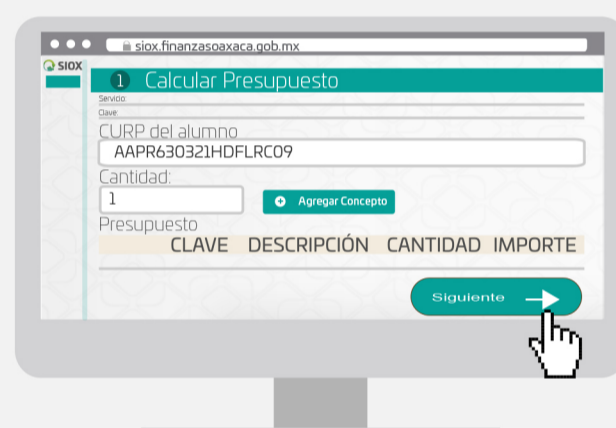 siox.finanzasoaxaca.gob.mx
SIOX
1 Calcular Presupuesto
Servicio:
Clave:
CURP del alumno
AAPR630321HDFLRC09
Cantidad:
1
Agregar Concepto
Presupuesto
CLAVE DESCRIPCIÓN CANTIDAD IMPORTE
Siguiente